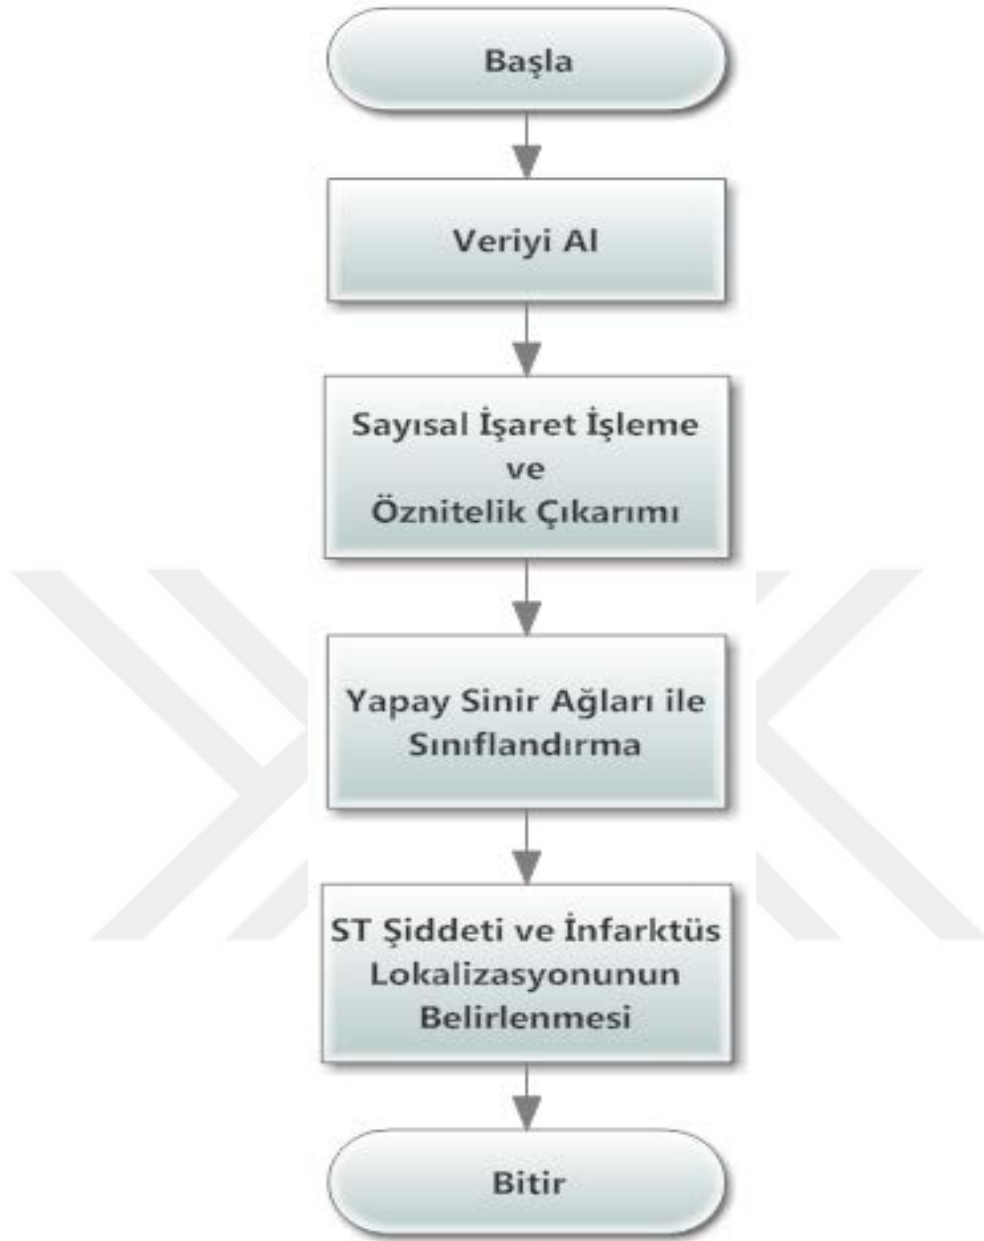 Başla
Veriyi Al
Sayısal İşaret İşleme
ve
Öznitelik Çıkarımı
Yapay Sinir Ağları ile
Sınıflandırma
ST Şiddeti ve İnfarktüs
Lokalizasyonunun
Belirlenmesi
Bitir